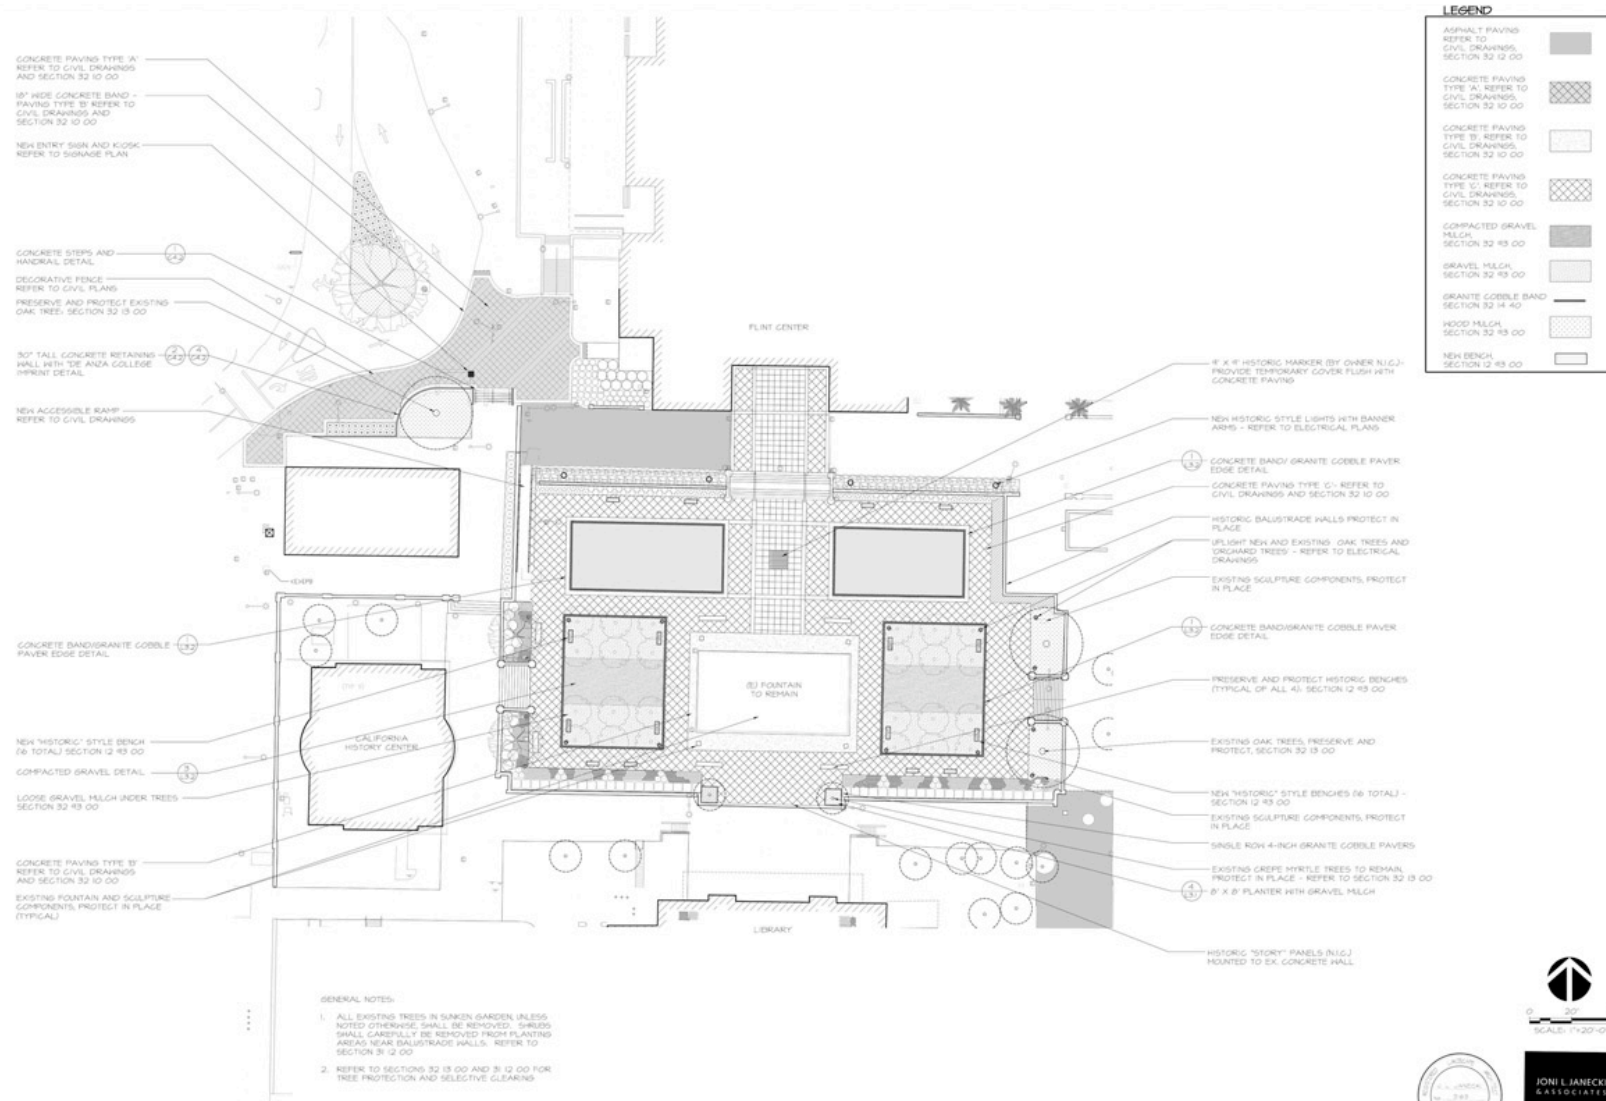 LEGEND
ASPHALT PAVING
REFER TO
CIVIL DRAWINGS,
SECTION 32 12 00
CONCRETE PAVING
TYPE 'A', REFER TO
CIVIL DRAWINGS,
SECTION 32 10 00
CONCRETE PAVING
TYPE 'B', REFER TO
CIVIL DRAWINGS,
SECTION 32 10 00
CONCRETE PAVING
TYPE 'C', REFER TO
CIVIL DRAWINGS,
SECTION 32 10 00
COMPACTED GRAVEL
MULCH,
SECTION 32 93 00
GRAVEL MULCH,
SECTION 32 93 00
GRANITE COBBLE BAND
SECTION 32 14 40
WOOD MULCH,
SECTION 32 93 00
NEW BENCH,
SECTION 12 93 00
CONCRETE PAVING TYPE 'A'
REFER TO CIVIL DRAWINGS
AND SECTION 32 10 00
18" WIDE CONCRETE BAND -
PAVING TYPE 'B' REFER TO
CIVIL DRAWINGS AND
SECTION 32 10 00
NEW ENTRY SIGN AND KIOSK
REFER TO SIGNAGE PLAN
CONCRETE STEPS AND
HANDRAIL DETAIL
DECORATIVE FENCE
REFER TO CIVIL PLANS
PRESERVE AND PROTECT EXISTING
OAK TREE; SECTION 32 13 00
30" TALL CONCRETE RETAINING
WALL WITH "DE ANZA COLLEGE
IMPRINT DETAIL
NEW ACCESSIBLE RAMP
REFER TO CIVIL DRAWINGS
CONCRETE BAND/GRANITE COBBLE
PAVER EDGE DETAIL
NEW "HISTORIC" STYLE BENCH
(16 TOTAL) SECTION 12 93 00
COMPACTED GRAVEL DETAIL
LOOSE GRAVEL MULCH UNDER TREES
SECTION 32 93 00
CONCRETE PAVING TYPE 'B'
REFER TO CIVIL DRAWINGS
AND SECTION 32 10 00
EXISTING FOUNTAIN AND SCULPTURE
COMPONENTS, PROTECT IN PLACE
(TYPICAL)
FLINT CENTER
(E) FOUNTAIN
TO REMAIN
CALIFORNIA
HISTORY CENTER
LIBRARY
9' X 9' HISTORIC MARKER (BY OWNER N.I.C.)-
PROVIDE TEMPORARY COVER FLUSH WITH
CONCRETE PAVING
NEW HISTORIC STYLE LIGHTS WITH BANNER
ARMS - REFER TO ELECTRICAL PLANS
CONCRETE BAND/ GRANITE COBBLE PAVER
EDGE DETAIL
CONCRETE PAVING TYPE 'C'- REFER TO
CIVIL DRAWINGS AND SECTION 32 10 00
HISTORIC BALUSTRADE WALLS PROTECT IN
PLACE
UPLIGHT NEW AND EXISTING OAK TREES AND
'ORCHARD TREES' - REFER TO ELECTRICAL
DRAWINGS
EXISTING SCULPTURE COMPONENTS, PROTECT
IN PLACE
CONCRETE BAND/GRANITE COBBLE PAVER
EDGE DETAIL
PRESERVE AND PROTECT HISTORIC BENCHES
(TYPICAL OF ALL 4); SECTION 12 93 00
EXISTING OAK TREES, PRESERVE AND
PROTECT, SECTION 32 13 00
NEW "HISTORIC" STYLE BENCHES (16 TOTAL) -
SECTION 12 93 00
EXISTING SCULPTURE COMPONENTS, PROTECT
IN PLACE
SINGLE ROW 4-INCH GRANITE COBBLE PAVERS
EXISTING CREPE MYRTLE TREES TO REMAIN,
PROTECT IN PLACE - REFER TO SECTION 32 13 00
8' X 8' PLANTER WITH GRAVEL MULCH
HISTORIC "STORY" PANELS (N.I.C.)
MOUNTED TO EX. CONCRETE WALL
GENERAL NOTES:
1. ALL EXISTING TREES IN SUNKEN GARDEN, UNLESS
NOTED OTHERWISE, SHALL BE REMOVED. SHRUBS
SHALL CAREFULLY BE REMOVED FROM PLANTING
AREAS NEAR BALUSTRADE WALLS. REFER TO
SECTION 31 12 00
2. REFER TO SECTIONS 32 13 00 AND 31 12 00 FOR
TREE PROTECTION AND SELECTIVE CLEARING
0 20'
SCALE: 1"=20'-0
JONI L. JANECKI
& ASSOCIATES